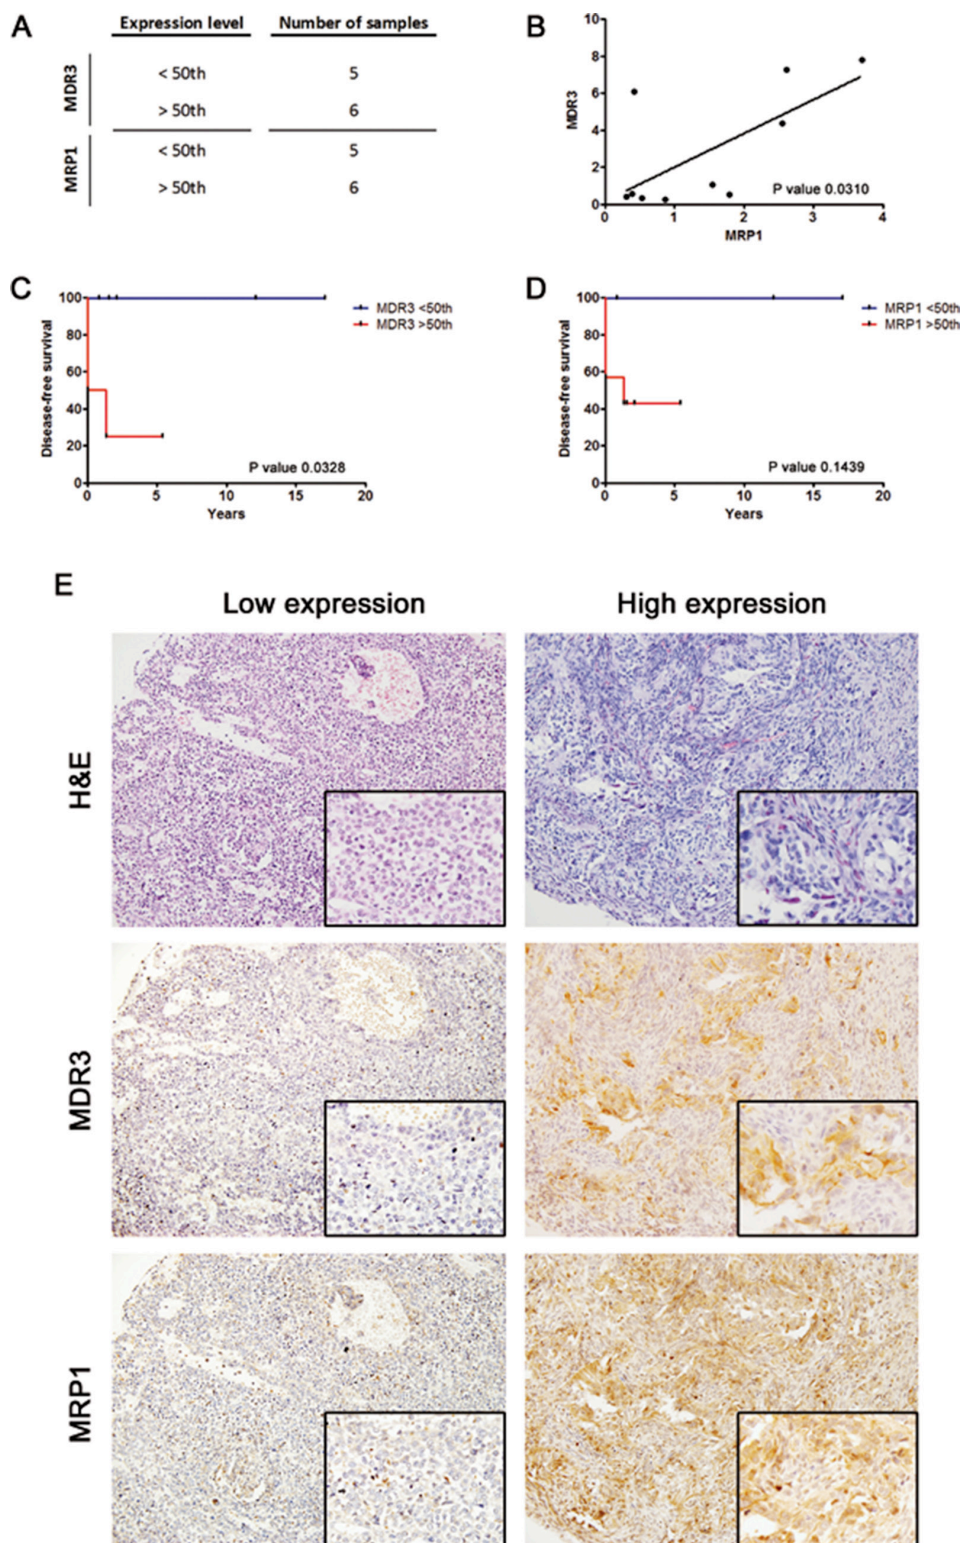 A
Expression level Number of samples
MDR3
< 50th 5
> 50th 6
MRP1
< 50th 5
> 50th 6
B
MDR3
10
8
6
4
2
0
P value 0.0310
0 1 2 3 4
MRP1
C
Disease-free survival
100
80
60
40
20
0
MDR3 <50th
MDR3 >50th
P value 0.0328
0 5 10 15 20
Years
D
Disease-free survival
100
80
60
40
20
0
MRP1 <50th
MRP1 >50th
P value 0.1439
0 5 10 15 20
Years
E
Low expression High expression
H&E
MDR3
MRP1